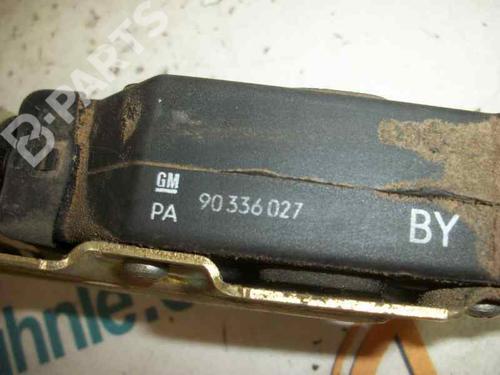 B-PARTS
GM
PA 90 336 027
BY
ahnle.